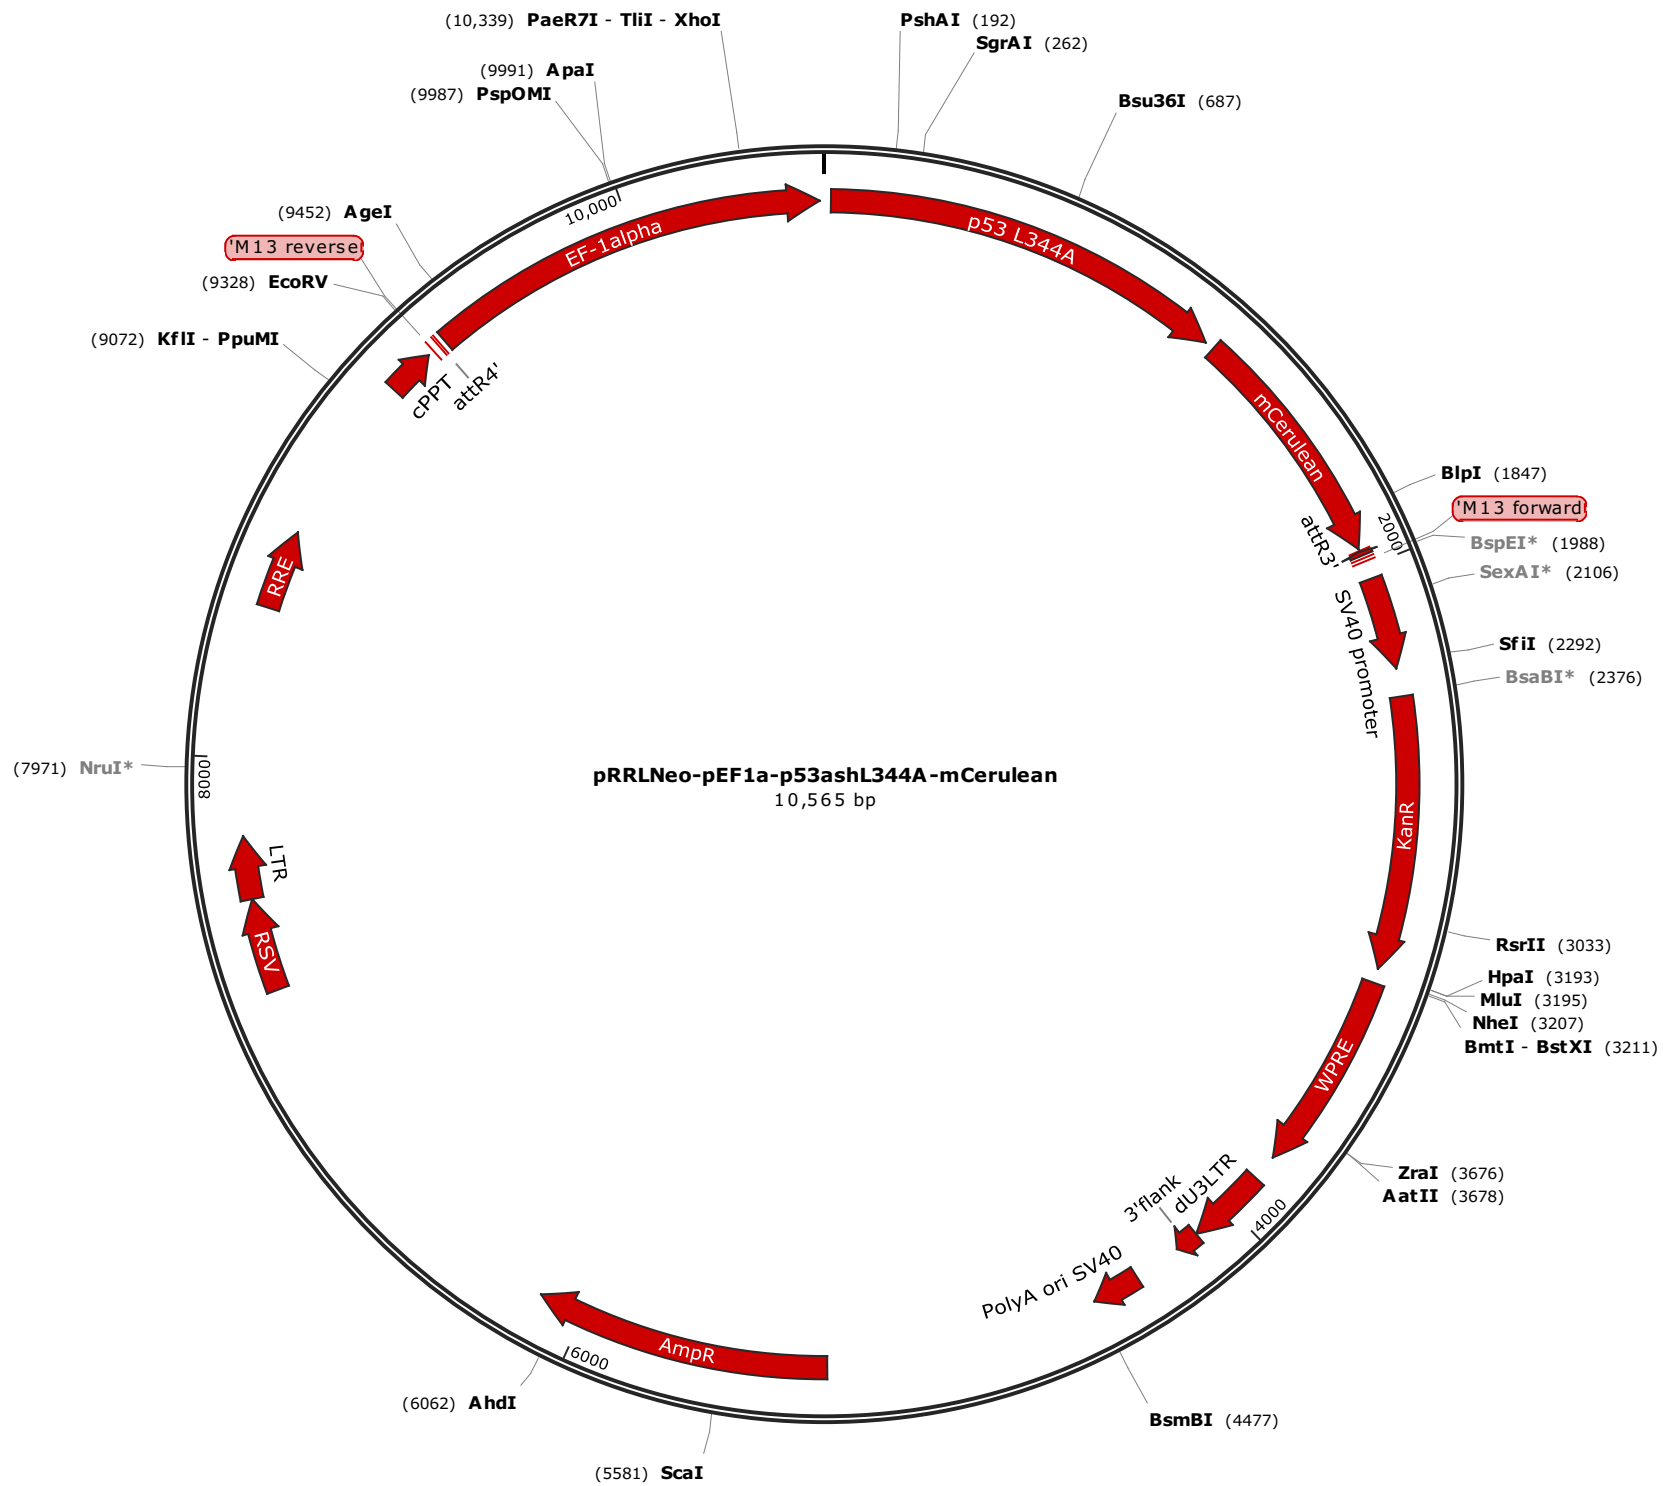 (10,339) PaeR7I - TliI - XhoI
PshAI (192)
SgrAI (262)
(9991) ApaI
(9987) PspOMI
Bsu36I (687)
(9452) AgeI
'M13 reverse
(9328) EcoRV
(9072) KflI - PpuMI
10,000
EF-1alpha
p53 L344A
cPPT
attR4'
mCerulean
BlpI (1847)
'M13 forward
2000
attR3'
BspEI* (1988)
SexAI* (2106)
RRE
SV40 promoter
SfiI (2292)
BsaBI* (2376)
(7971) NruI*
8000
pRRLNeo-pEF1a-p53ashL344A-mCerulean
10,565 bp
KanR
LTR
RSV
RsrII (3033)
HpaI (3193)
MluI (3195)
NheI (3207)
BmtI - BstXI (3211)
WPRE
ZraI (3676)
AatII (3678)
dU3LTR
3'flank
4000
PolyA ori SV40
AmpR
6000
(6062) AhdI
BsmBI (4477)
(5581) ScaI